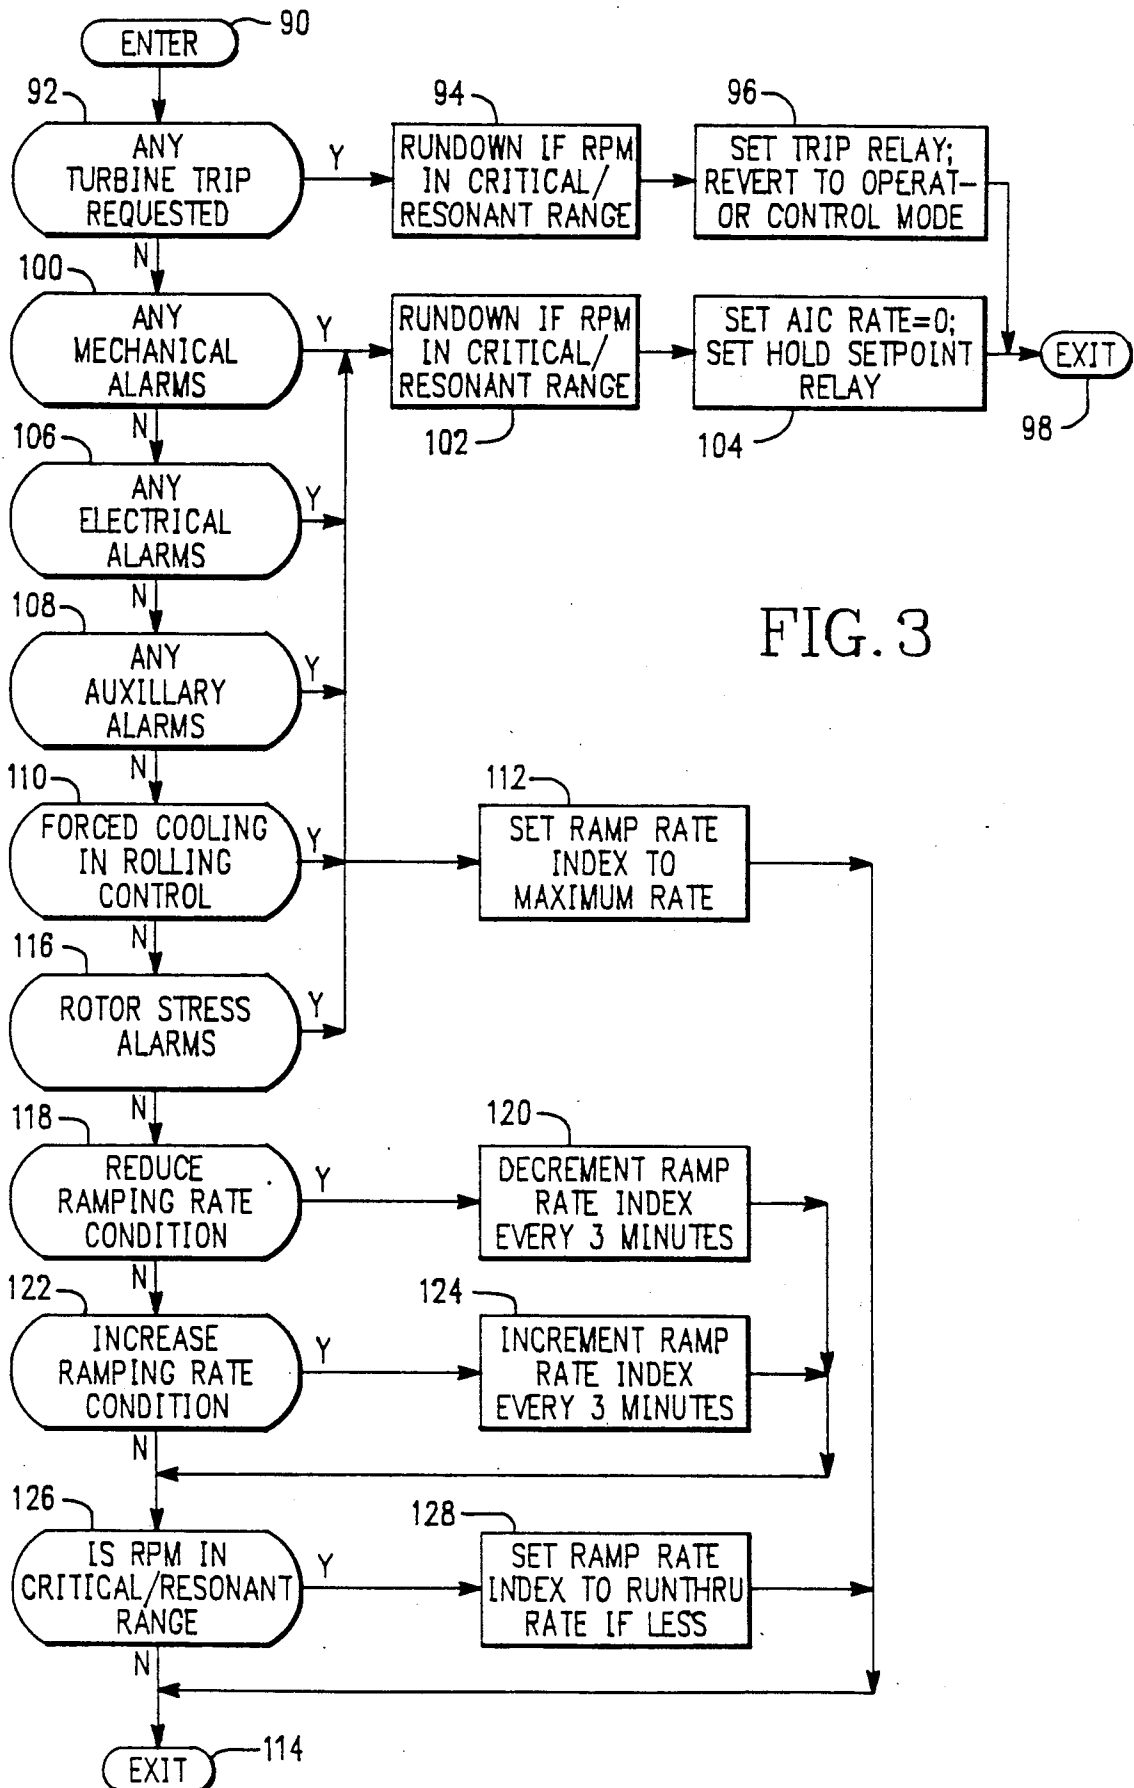 90
ENTER
92
ANY
TURBINE TRIP
REQUESTED
Y
N
94
RUNDOWN IF RPM
IN CRITICAL/
RESONANT RANGE
96
SET TRIP RELAY;
REVERT TO OPERAT-
OR CONTROL MODE
100
ANY
MECHANICAL
ALARMS
Y
N
RUNDOWN IF RPM
IN CRITICAL/
RESONANT RANGE
102
SET AIC RATE=0;
SET HOLD SETPOINT
RELAY
104
EXIT
98
106
ANY
ELECTRICAL
ALARMS
Y
N
108
ANY
AUXILLARY
ALARMS
Y
N
FIG. 3
110
FORCED COOLING
IN ROLLING
CONTROL
Y
N
112
SET RAMP RATE
INDEX TO
MAXIMUM RATE
116
ROTOR STRESS
ALARMS
Y
N
118
REDUCE
RAMPING RATE
CONDITION
Y
N
120
DECREMENT RAMP
RATE INDEX
EVERY 3 MINUTES
122
INCREASE
RAMPING RATE
CONDITION
Y
N
124
INCREMENT RAMP
RATE INDEX
EVERY 3 MINUTES
126
IS RPM IN
CRITICAL/RESONANT
RANGE
Y
N
128
SET RAMP RATE
INDEX TO RUNTHRU
RATE IF LESS
EXIT
114